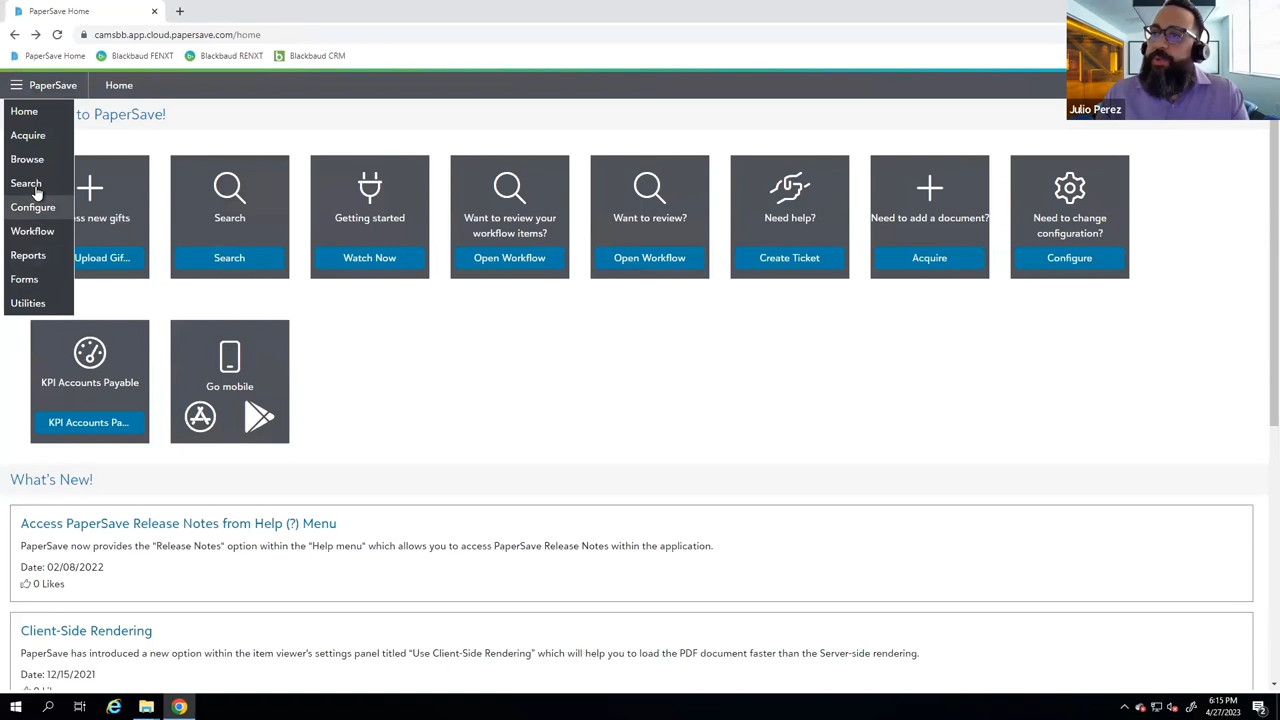 PaperSave Home
camsbb.app.cloud.papersave.com/home
PaperSave Home Blackbaud FENXT Blackbaud RENXT Blackbaud CRM
PaperSave Home
Home
Acquire
Browse
Search
Configure
Workflow
Reports
Forms
Utilities
to PaperSave!
ss new gifts
Upload Gif...
Search
Search
Getting started
Watch Now
Want to review your
workflow items?
Open Workflow
Want to review?
Open Workflow
Need help?
Create Ticket
Need to add a document?
Acquire
Need to change
configuration?
Configure
KPI Accounts Payable
KPI Accounts Pa...
Go mobile
What's New!
Access PaperSave Release Notes from Help (?) Menu
PaperSave now provides the "Release Notes" option within the "Help menu" which allows you to access PaperSave Release Notes within the application.
Date: 02/08/2022
0 Likes
Client-Side Rendering
PaperSave has introduced a new option within the item viewer's settings panel titled "Use Client-Side Rendering" which will help you to load the PDF document faster than the Server-side rendering.
Date: 12/15/2021
Julio Perez
6:15 PM
4/27/2023